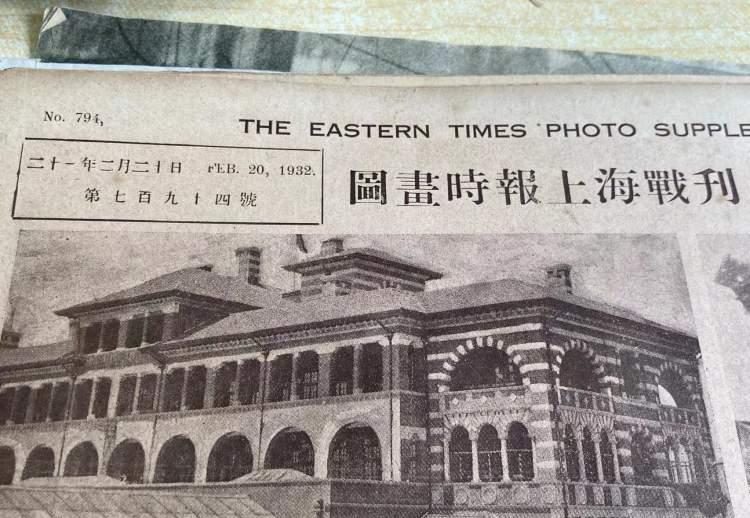 No. 794,
THE EASTERN TIMES PHOTO SUPPLE
二十一年二月二十日 FEB. 20, 1932.
第七百九十四號
圖畫時報上海戰刋